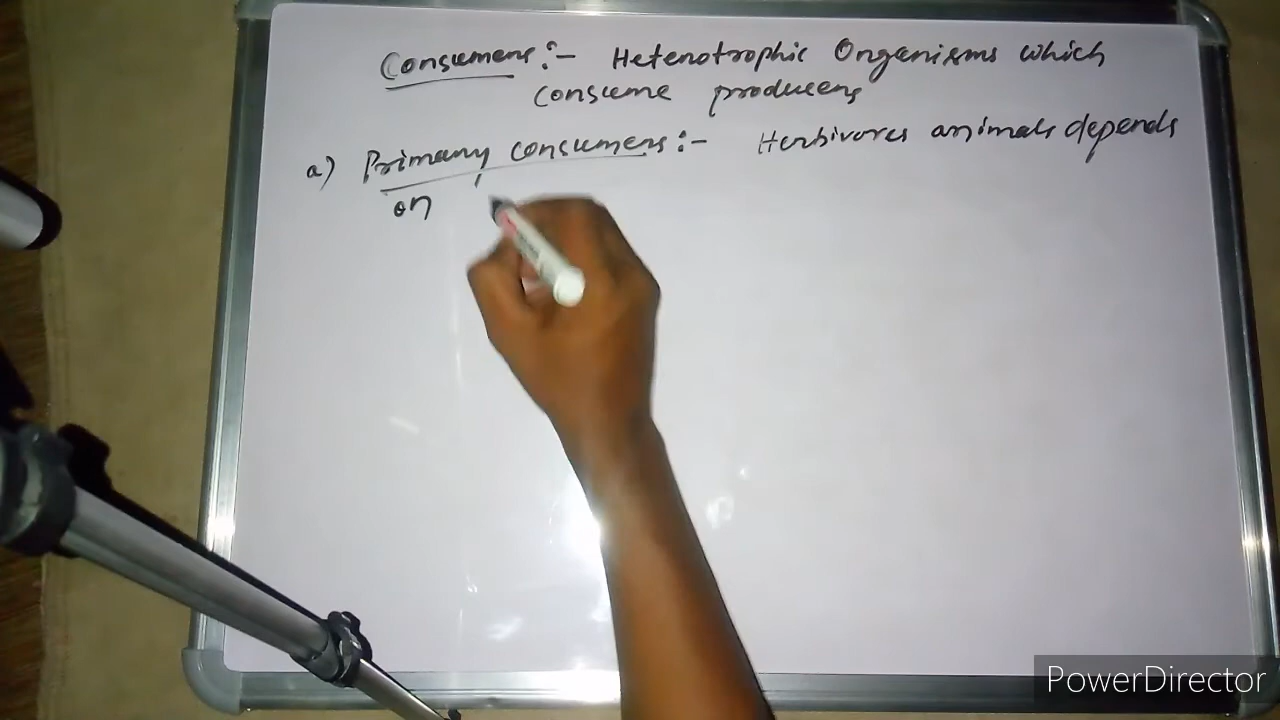 Consumers:- Heterotrophic Organisms which
consume producers
a) Primary consumers:- Herbivores animals depends
on
PowerDirector